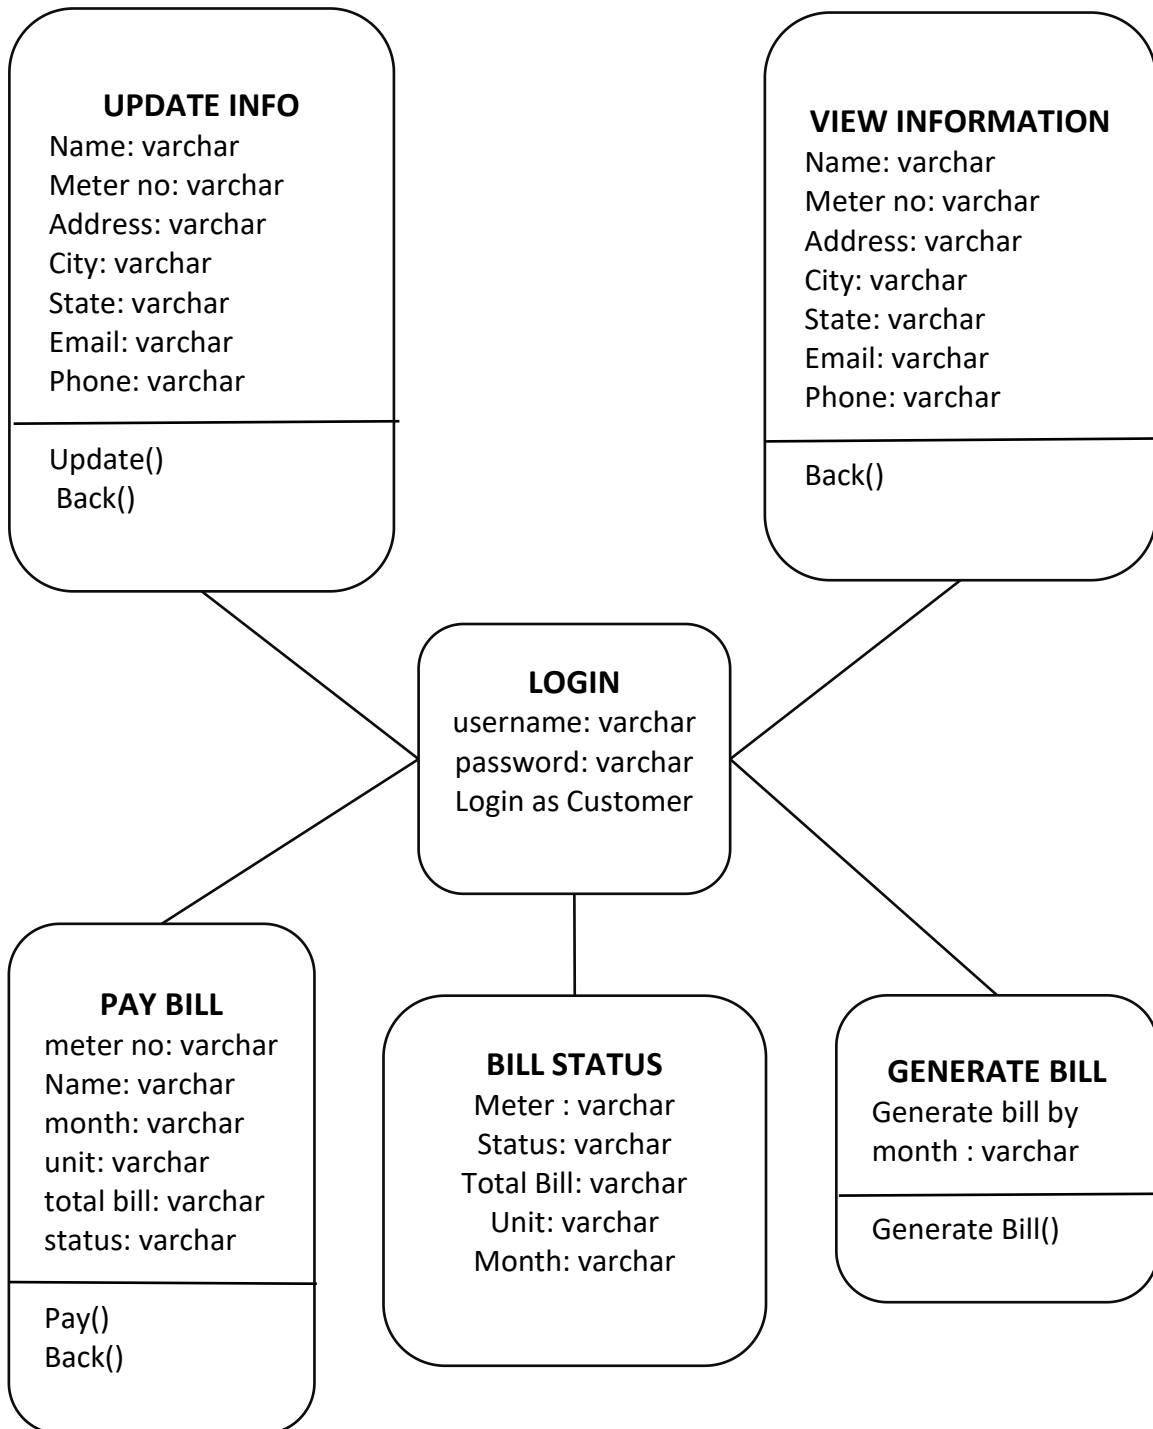 UPDATE INFO
Name: varchar
Meter no: varchar
Address: varchar
City: varchar
State: varchar
Email: varchar
Phone: varchar
Update()
Back()
VIEW INFORMATION
Name: varchar
Meter no: varchar
Address: varchar
City: varchar
State: varchar
Email: varchar
Phone: varchar
Back()
LOGIN
username: varchar
password: varchar
Login as Customer
PAY BILL
meter no: varchar
Name: varchar
month: varchar
unit: varchar
total bill: varchar
status: varchar
Pay()
Back()
BILL STATUS
Meter : varchar
Status: varchar
Total Bill: varchar
Unit: varchar
Month: varchar
GENERATE BILL
Generate bill by
month : varchar
Generate Bill()